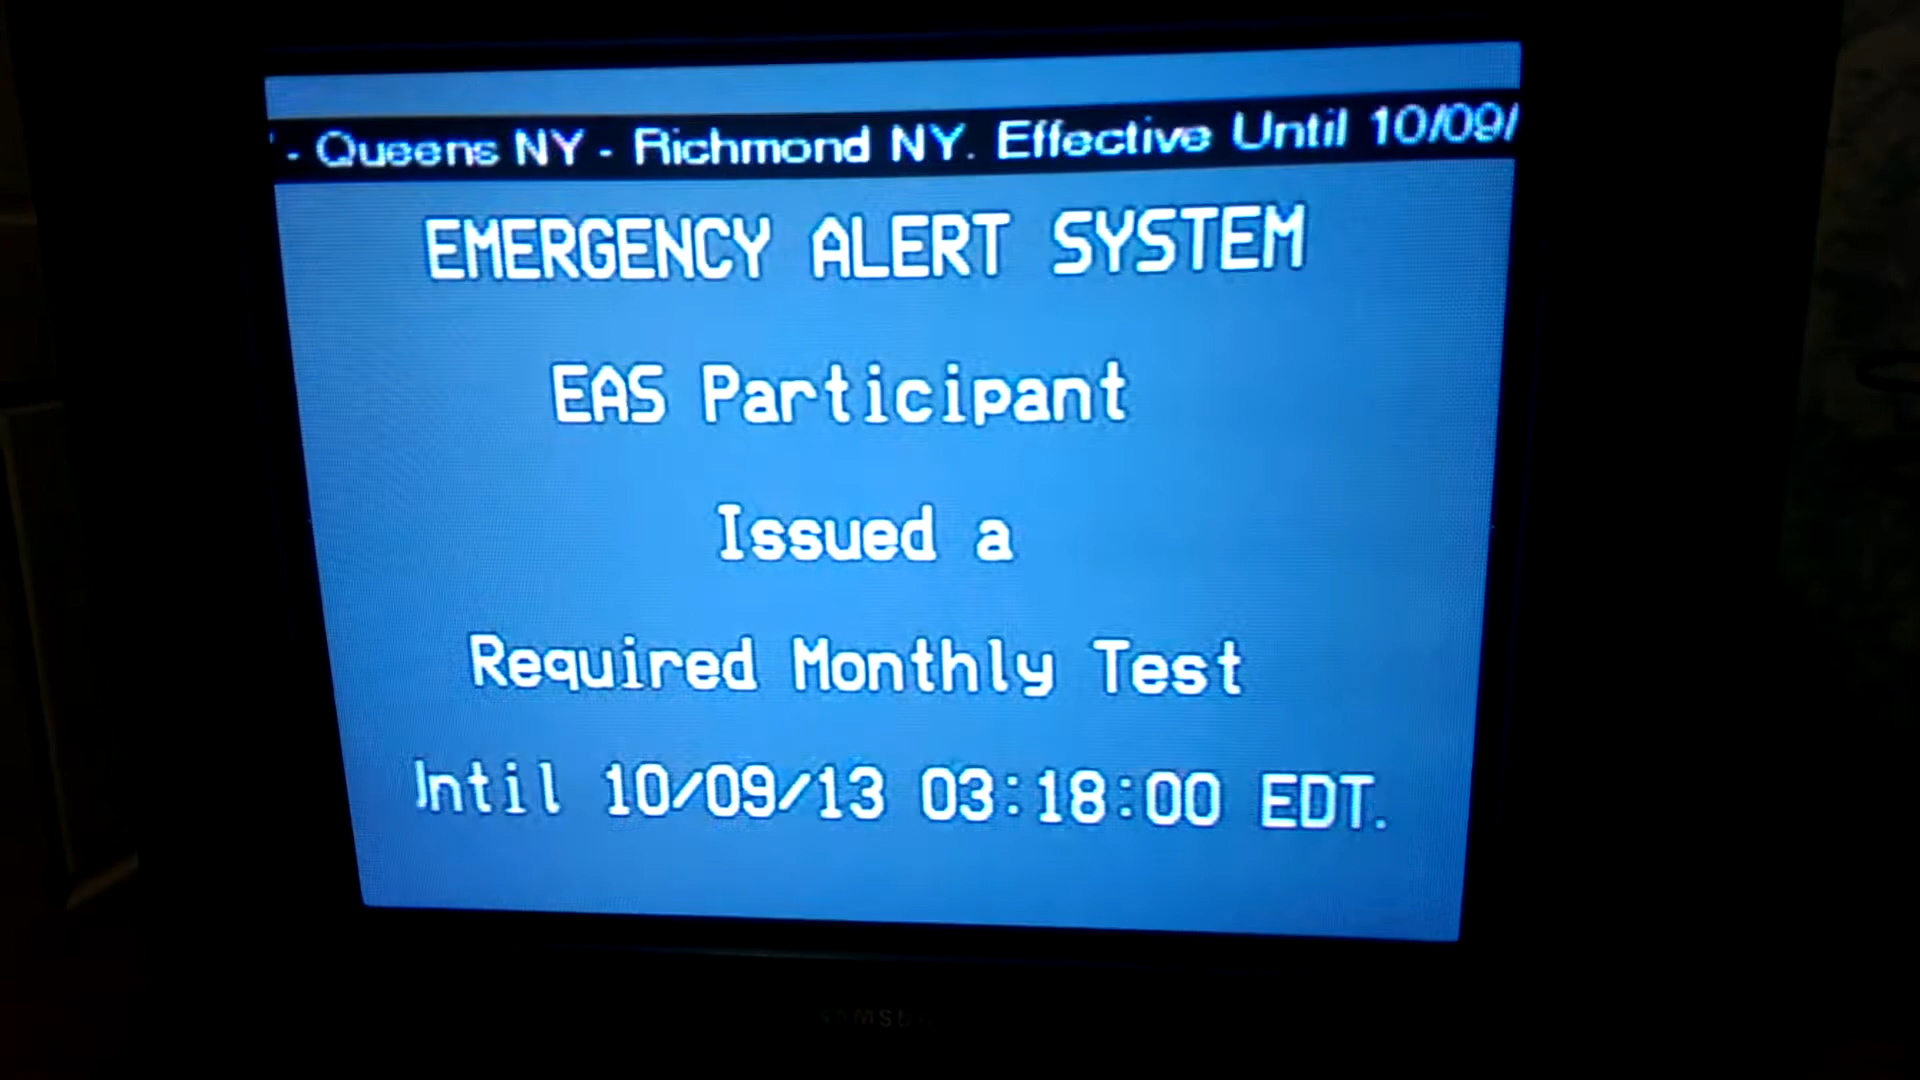 - Queens NY - Richmond NY. Effective Until 10/09/
EMERGENCY ALERT SYSTEM
EAS Participant
Issued a
Required Monthly Test
Until 10/09/13 03:18:00 EDT.